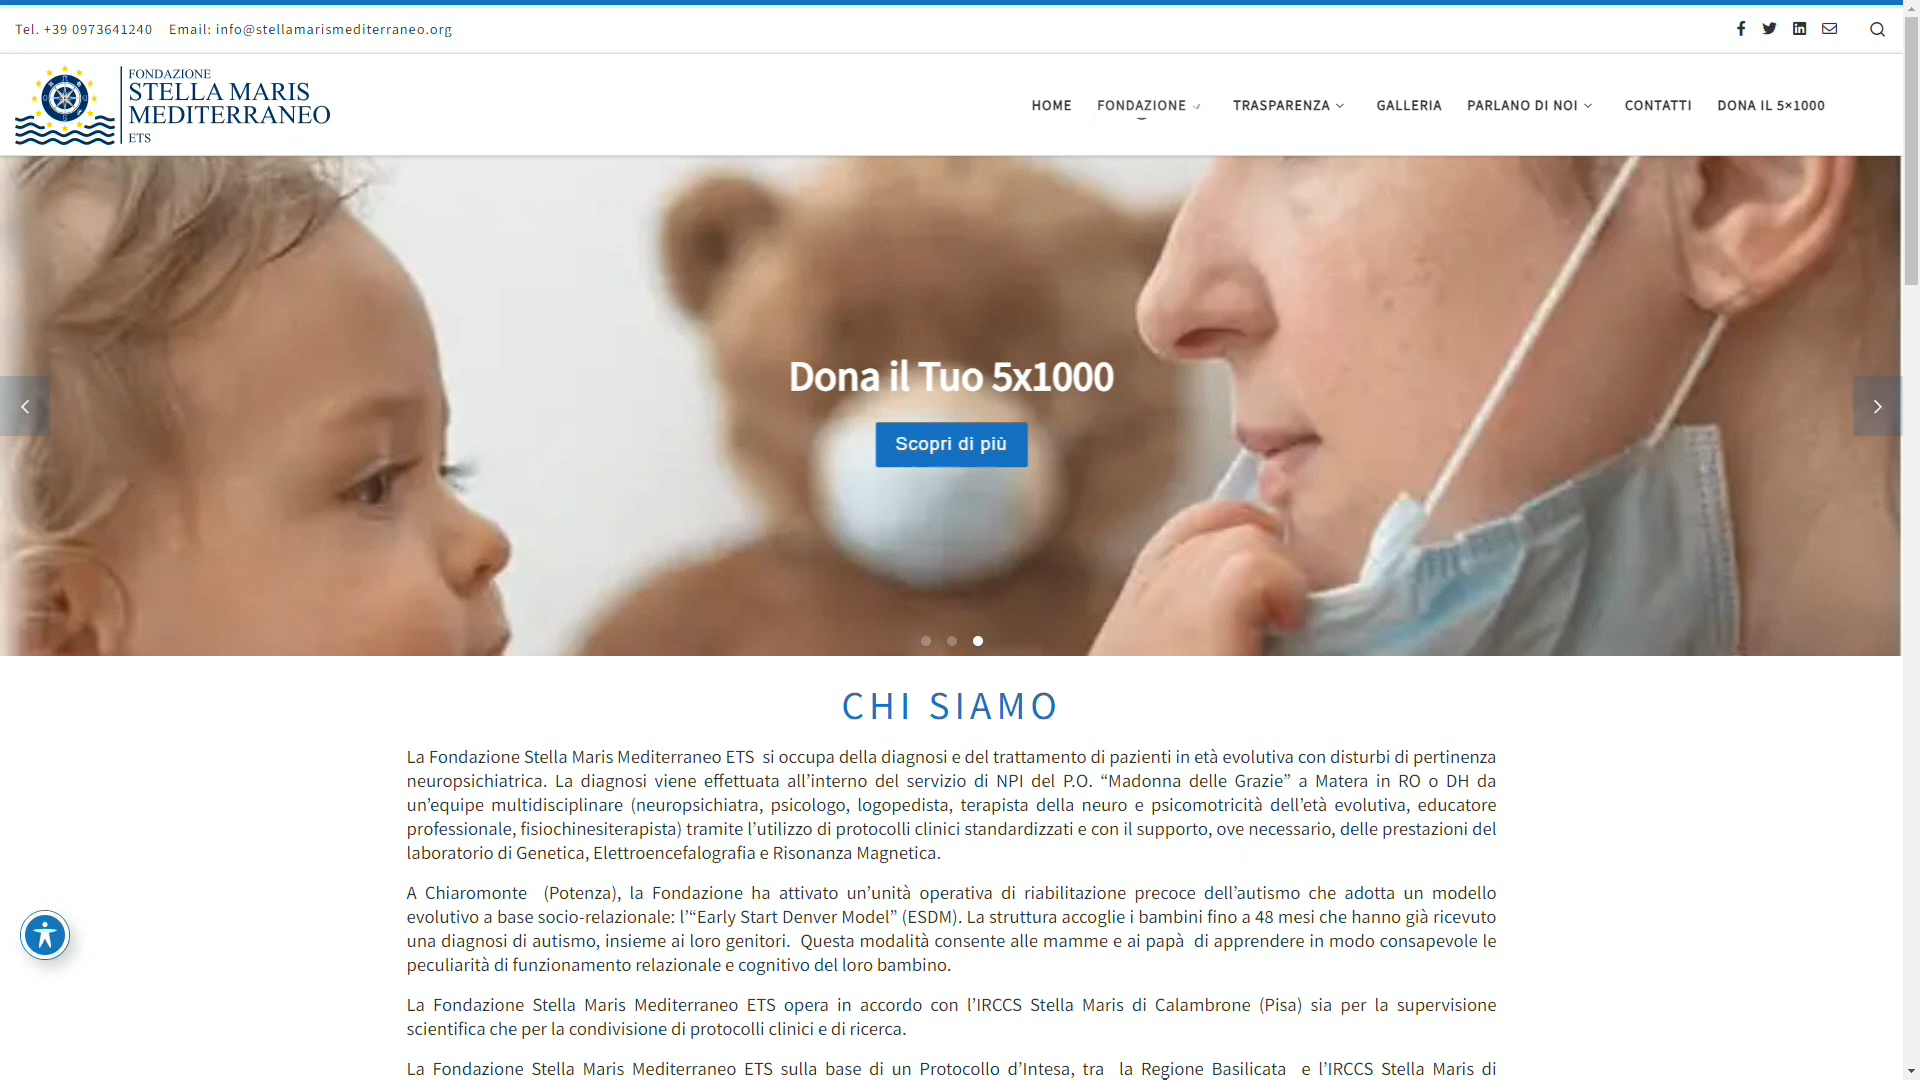 Tel. +39 0973641240 Email: info@stellamarismediterraneo.org
FONDAZIONE
STELLA MARIS
MEDITERRANEO
ETS
HOME FONDAZIONE TRASPARENZA GALLERIA PARLANO DI NOI CONTATTI DONA IL 5×1000
Dona il Tuo 5x1000
Scopri di più
CHI SIAMO
La Fondazione Stella Maris Mediterraneo ETS si occupa della diagnosi e del trattamento di pazienti in età evolutiva con disturbi di pertinenza
neuropsichiatrica. La diagnosi viene effettuata all’interno del servizio di NPI del P.O. “Madonna delle Grazie” a Matera in RO o DH da
un’equipe multidisciplinare (neuropsichiatra, psicologo, logopedista, terapista della neuro e psicomotricità dell’età evolutiva, educatore
professionale, fisiochinesiterapista) tramite l’utilizzo di protocolli clinici standardizzati e con il supporto, ove necessario, delle prestazioni del
laboratorio di Genetica, Elettroencefalografia e Risonanza Magnetica.
A Chiaromonte (Potenza), la Fondazione ha attivato un’unità operativa di riabilitazione precoce dell’autismo che adotta un modello
evolutivo a base socio-relazionale: l’“Early Start Denver Model” (ESDM). La struttura accoglie i bambini fino a 48 mesi che hanno già ricevuto
una diagnosi di autismo, insieme ai loro genitori. Questa modalità consente alle mamme e ai papà di apprendere in modo consapevole le
peculiarità di funzionamento relazionale e cognitivo del loro bambino.
La Fondazione Stella Maris Mediterraneo ETS opera in accordo con l’IRCCS Stella Maris di Calambrone (Pisa) sia per la supervisione
scientifica che per la condivisione di protocolli clinici e di ricerca.
La Fondazione Stella Maris Mediterraneo ETS sulla base di un Protocollo d’Intesa, tra la Regione Basilicata e l’IRCCS Stella Maris di